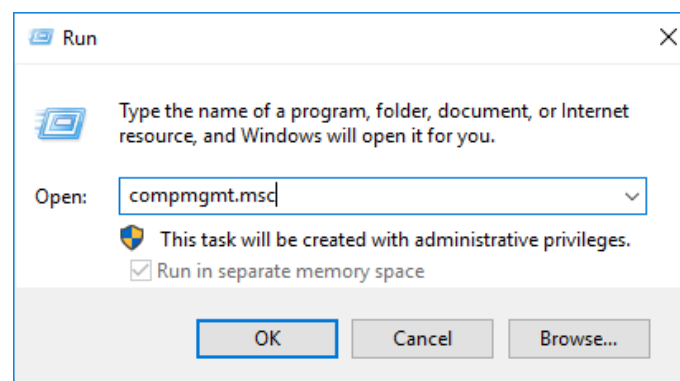 Run
Type the name of a program, folder, document, or Internet
resource, and Windows will open it for you.
Open: compmgmt.msc
This task will be created with administrative privileges.
Run in separate memory space
OK Cancel Browse...